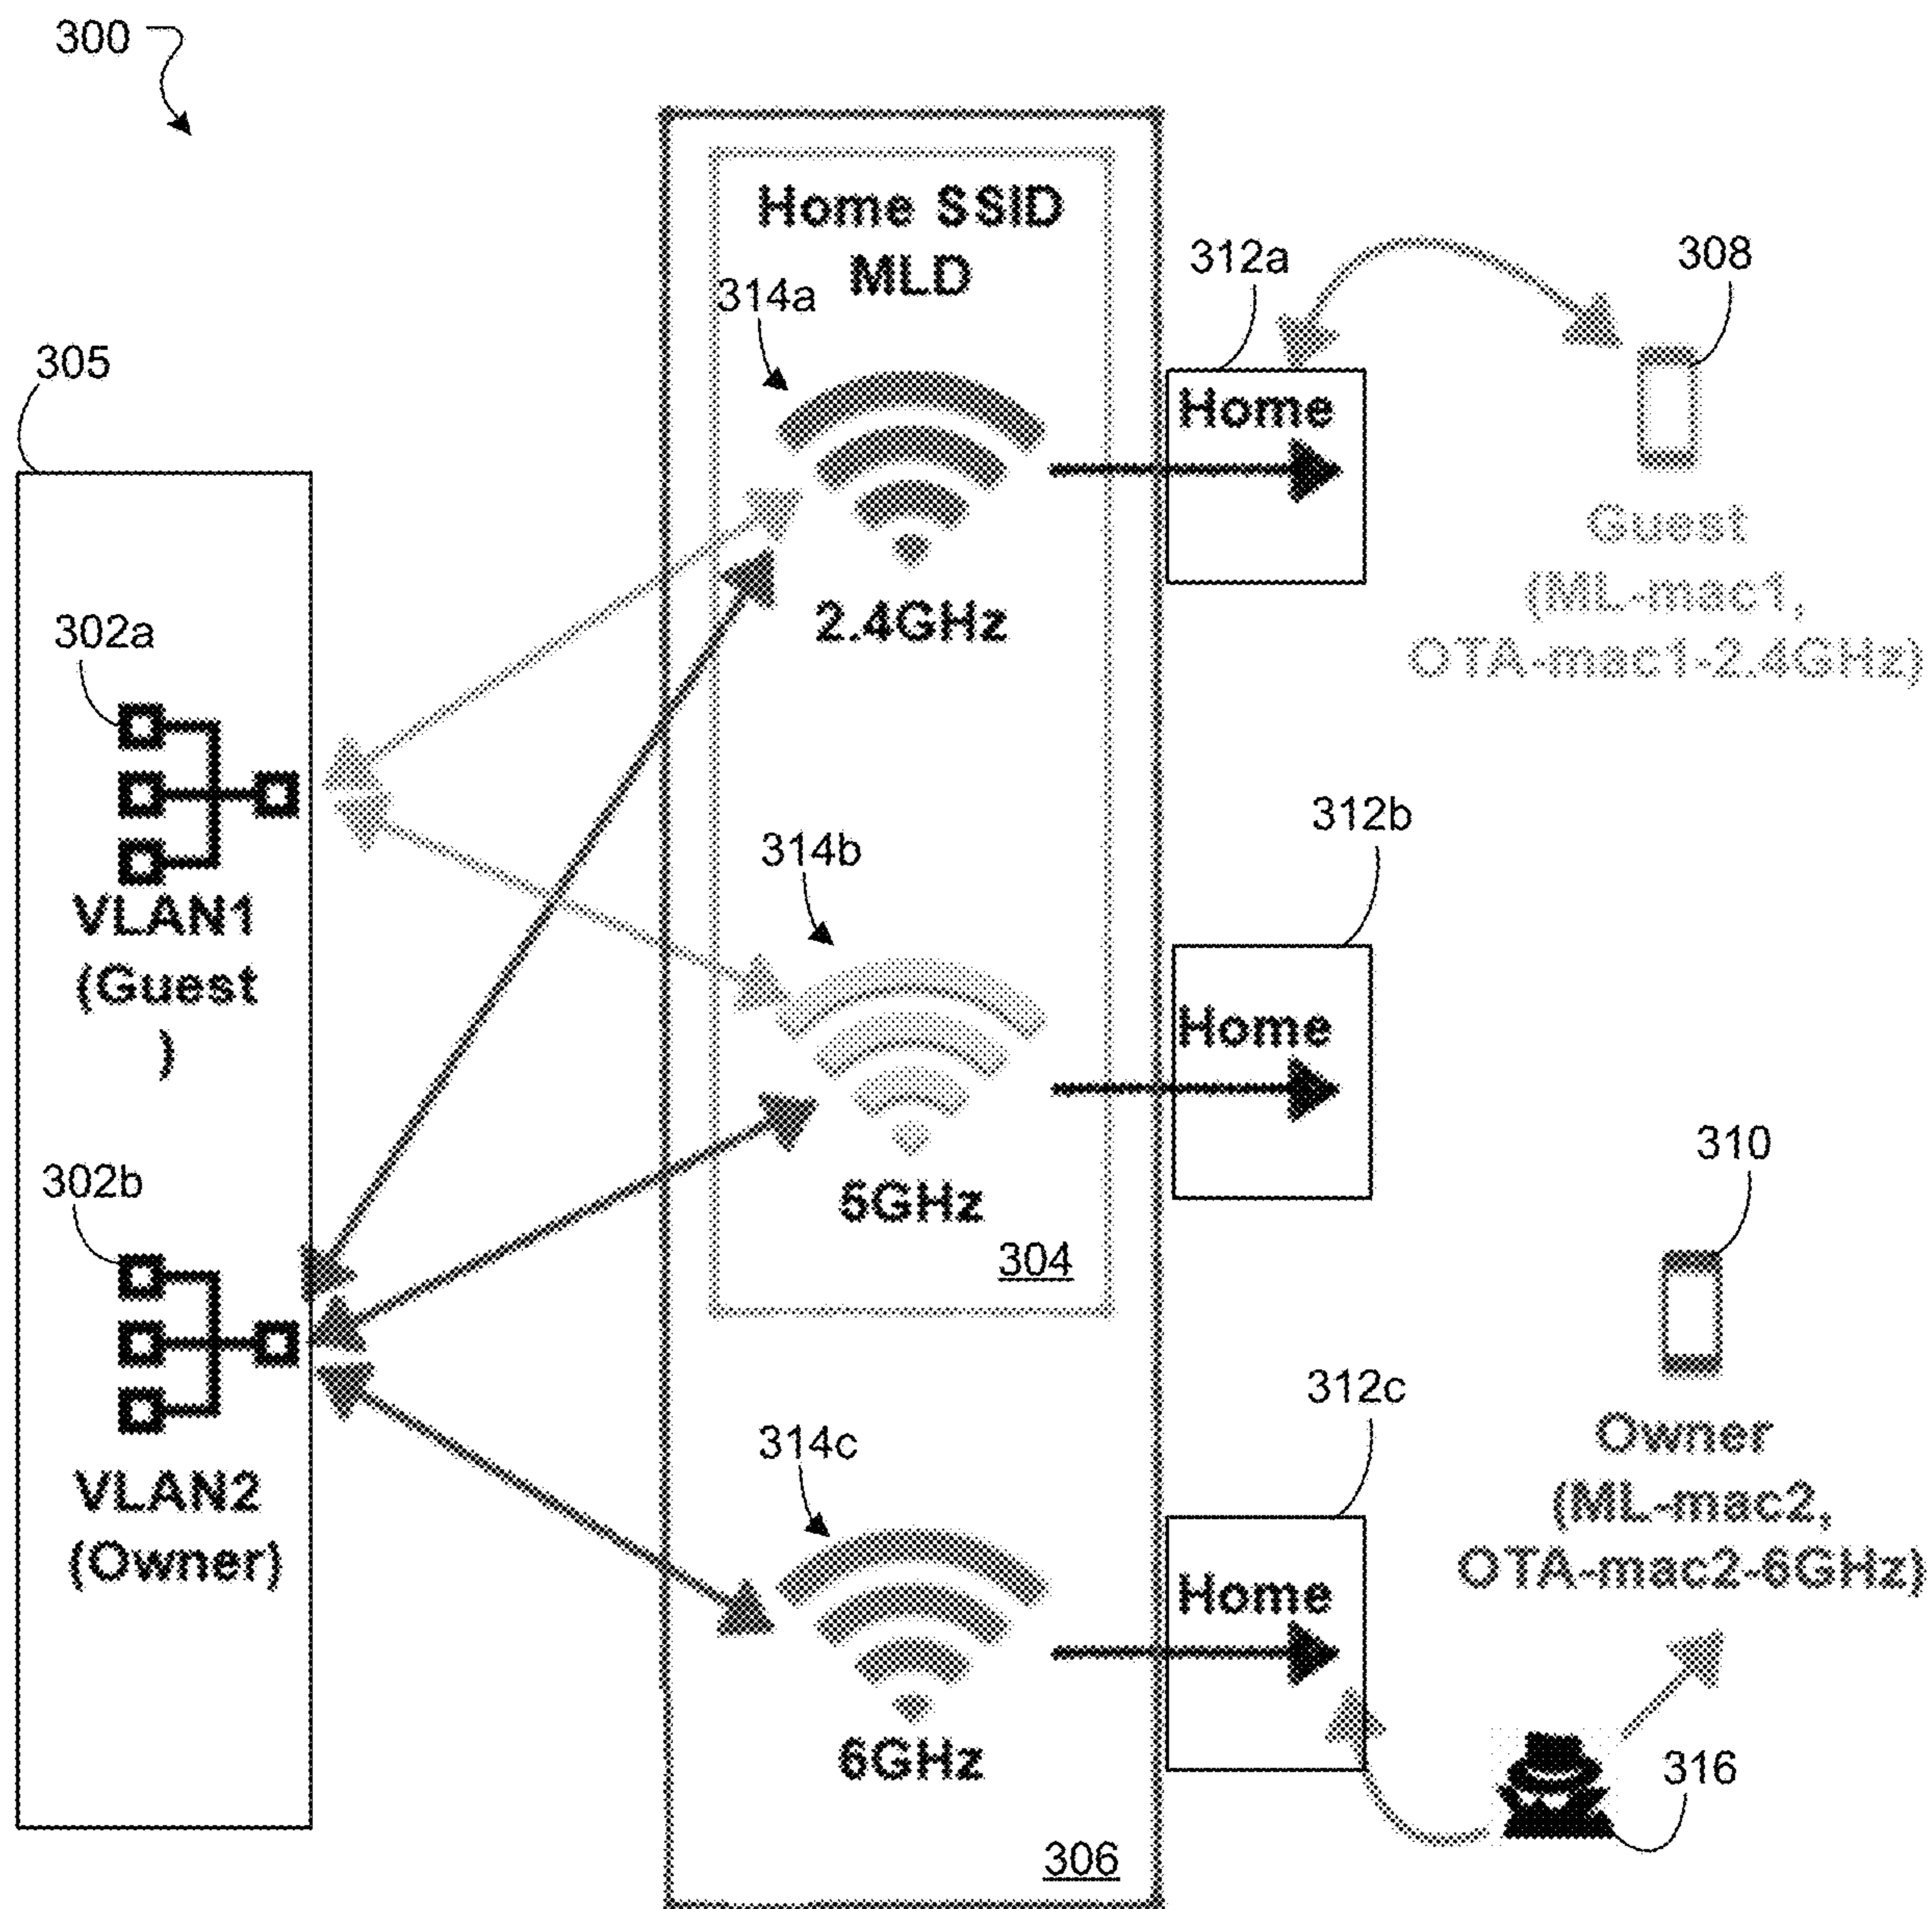 300
Home SSID
MLD
314a
312a
308
305
Home
Guest
(ML-mac1,
OTA-mac1-2.4GHz)
2.4GHz
302a
VLAN1
(Guest
)
314b
312b
Home
5GHz
304
302b
VLAN2
(Owner)
310
Owner
(ML-mac2,
OTA-mac2-6GHz)
314c
312c
Home
6GHz
306
316